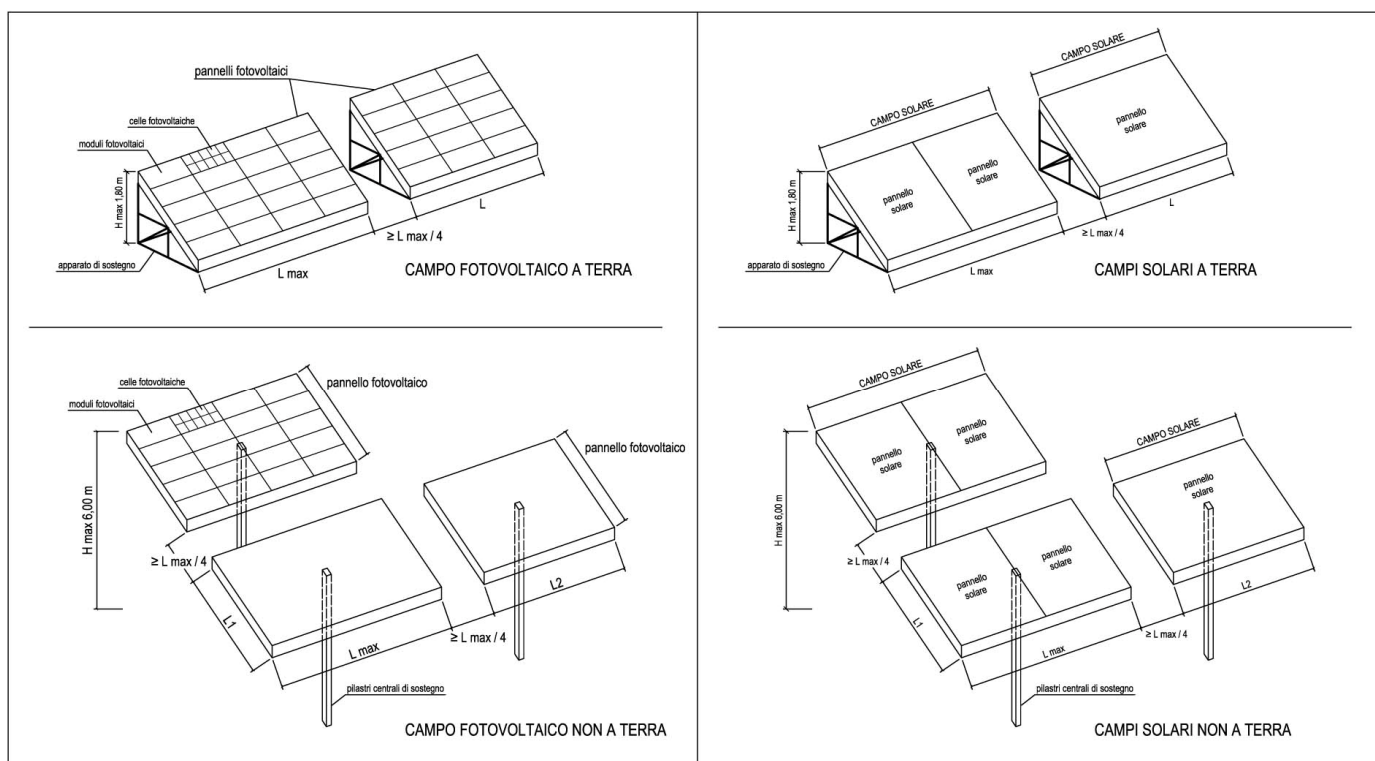 pannelli fotovoltaici
celle fotovoltaiche
moduli fotovoltaici
H max 1,80 m
apparato di sostegno
L max
≥ L max / 4
L
CAMPO FOTOVOLTAICO A TERRA
CAMPO SOLARE
CAMPO SOLARE
pannello
solare
pannello
solare
pannello
solare
H max 1,80 m
apparato di sostegno
L max
≥ L max / 4
L
CAMPI SOLARI A TERRA
celle fotovoltaiche
moduli fotovoltaici
pannello fotovoltaico
pannello fotovoltaico
H max 6,00 m
≥ L max / 4
L1
L max
≥ L max / 4
L2
pilastri centrali di sostegno
CAMPO FOTOVOLTAICO NON A TERRA
CAMPO SOLARE
CAMPO SOLARE
pannello
solare
pannello
solare
pannello
solare
pannello
solare
pannello
solare
H max 6,00 m
≥ L max / 4
L1
L max
≥ L max / 4
L2
pilastri centrali di sostegno
CAMPI SOLARI NON A TERRA